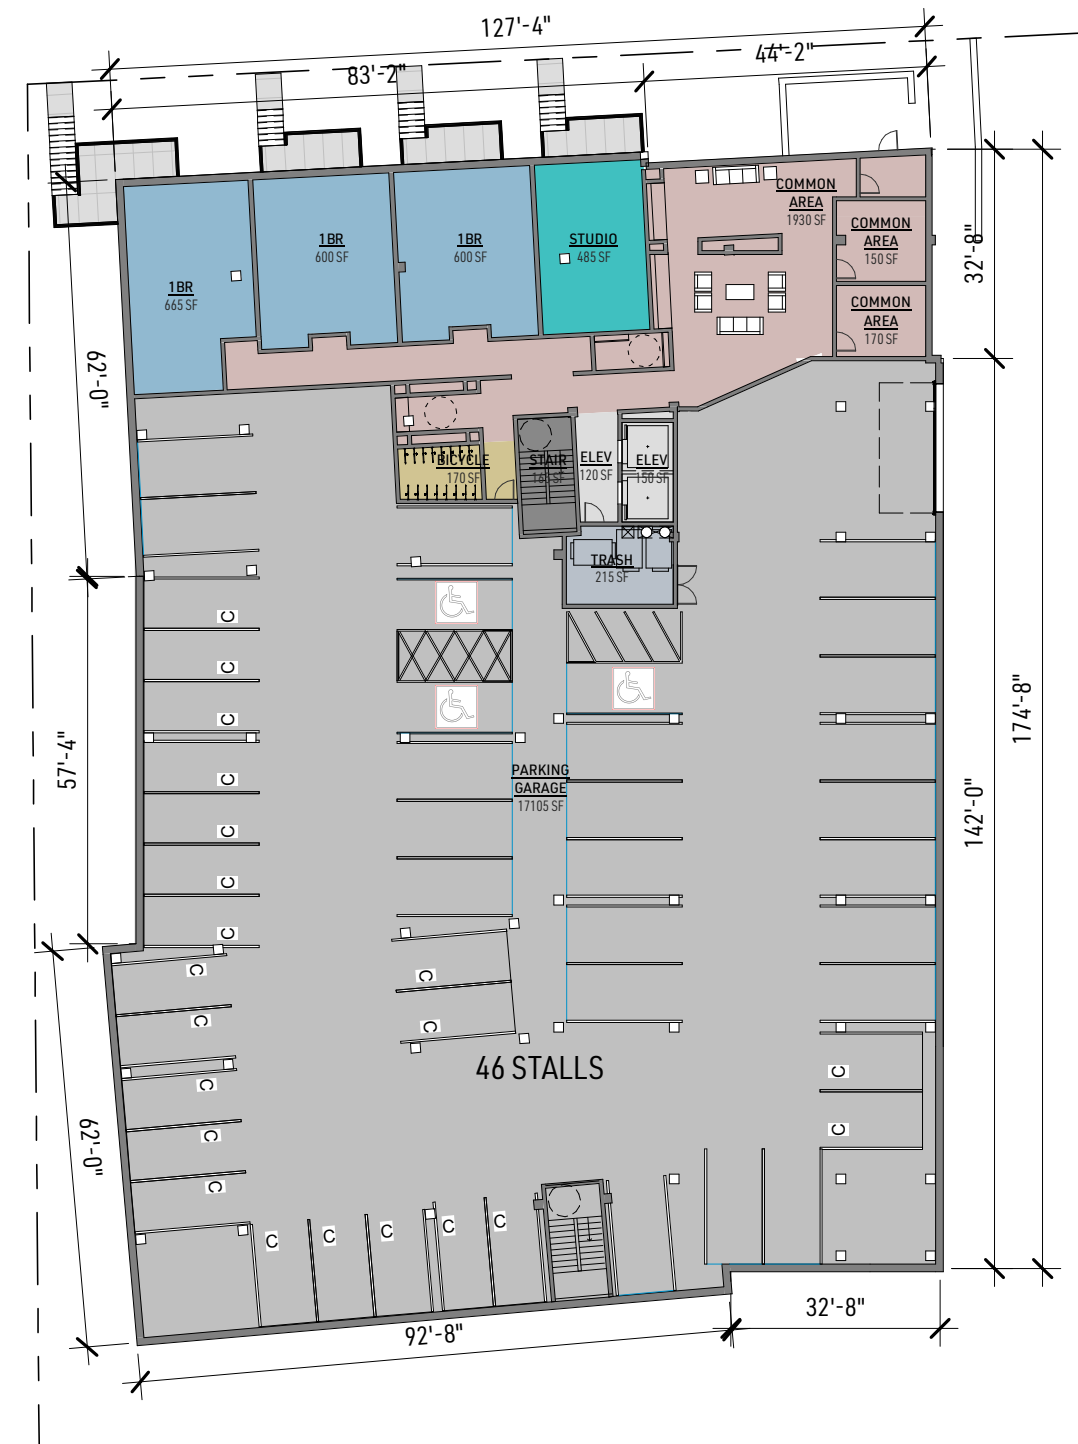 127'-4"
83'-2"
44'-2"
COMMON
AREA
1930 SF
1BR
600 SF
1BR
600 SF
STUDIO
485 SF
COMMON
AREA
150 SF
1BR
665 SF
COMMON
AREA
170 SF
32'-8"
62'-0"
BICYCLE
170 SF
STAIR
ELEV
120 SF
ELEV
150 SF
TRASH
215 SF
C
C
C
57'-4"
174'-8"
PARKING
GARAGE
17105 SF
142'-0"
C
C
C
C
C
C
C
C
46 STALLS
C
C
C
C
C
62'-0"
C
C
C
C
C
C
92'-8"
32'-8"